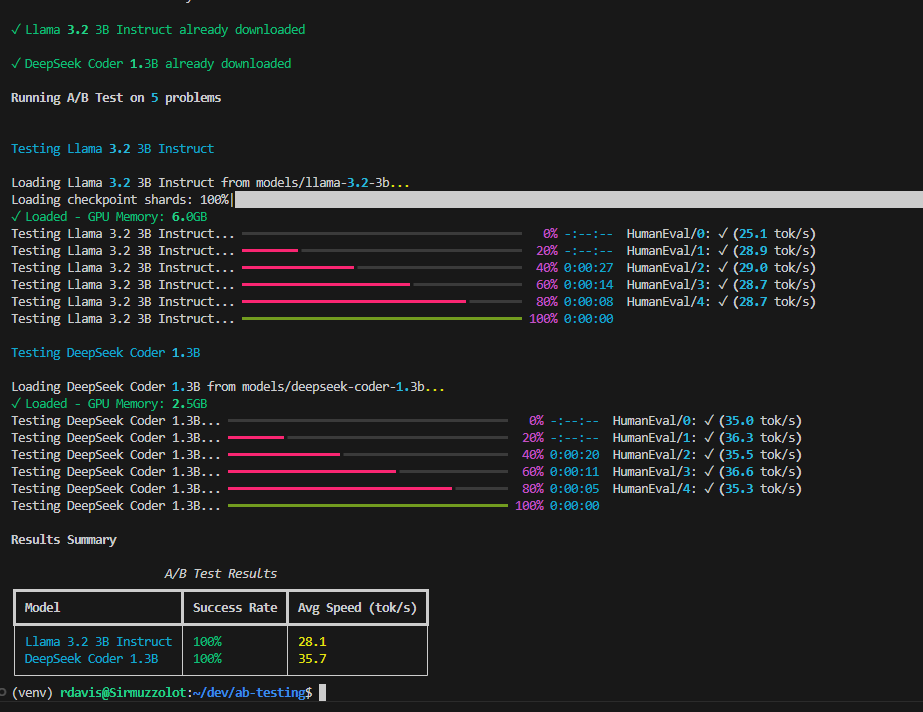 ✓ Llama 3.2 3B Instruct already downloaded
✓ DeepSeek Coder 1.3B already downloaded
Running A/B Test on 5 problems
Testing Llama 3.2 3B Instruct
Loading Llama 3.2 3B Instruct from models/llama-3.2-3b...
Loading checkpoint shards: 100%|
✓ Loaded - GPU Memory: 6.0GB
Testing Llama 3.2 3B Instruct... 0% -:--:-- HumanEval/0: ✓ (25.1 tok/s)
Testing Llama 3.2 3B Instruct... 20% -:--:-- HumanEval/1: ✓ (28.9 tok/s)
Testing Llama 3.2 3B Instruct... 40% 0:00:27 HumanEval/2: ✓ (29.0 tok/s)
Testing Llama 3.2 3B Instruct... 60% 0:00:14 HumanEval/3: ✓ (28.7 tok/s)
Testing Llama 3.2 3B Instruct... 80% 0:00:08 HumanEval/4: ✓ (28.7 tok/s)
Testing Llama 3.2 3B Instruct... 100% 0:00:00
Testing DeepSeek Coder 1.3B
Loading DeepSeek Coder 1.3B from models/deepseek-coder-1.3b...
✓ Loaded - GPU Memory: 2.5GB
Testing DeepSeek Coder 1.3B... 0% -:--:-- HumanEval/0: ✓ (35.0 tok/s)
Testing DeepSeek Coder 1.3B... 20% -:--:-- HumanEval/1: ✓ (36.3 tok/s)
Testing DeepSeek Coder 1.3B... 40% 0:00:20 HumanEval/2: ✓ (35.5 tok/s)
Testing DeepSeek Coder 1.3B... 60% 0:00:11 HumanEval/3: ✓ (36.6 tok/s)
Testing DeepSeek Coder 1.3B... 80% 0:00:05 HumanEval/4: ✓ (35.3 tok/s)
Testing DeepSeek Coder 1.3B... 100% 0:00:00
Results Summary
A/B Test Results
Model Success Rate Avg Speed (tok/s)
Llama 3.2 3B Instruct 100% 28.1
DeepSeek Coder 1.3B 100% 35.7
(venv) rdavis@Sirmuzzolot:~/dev/ab-testing$